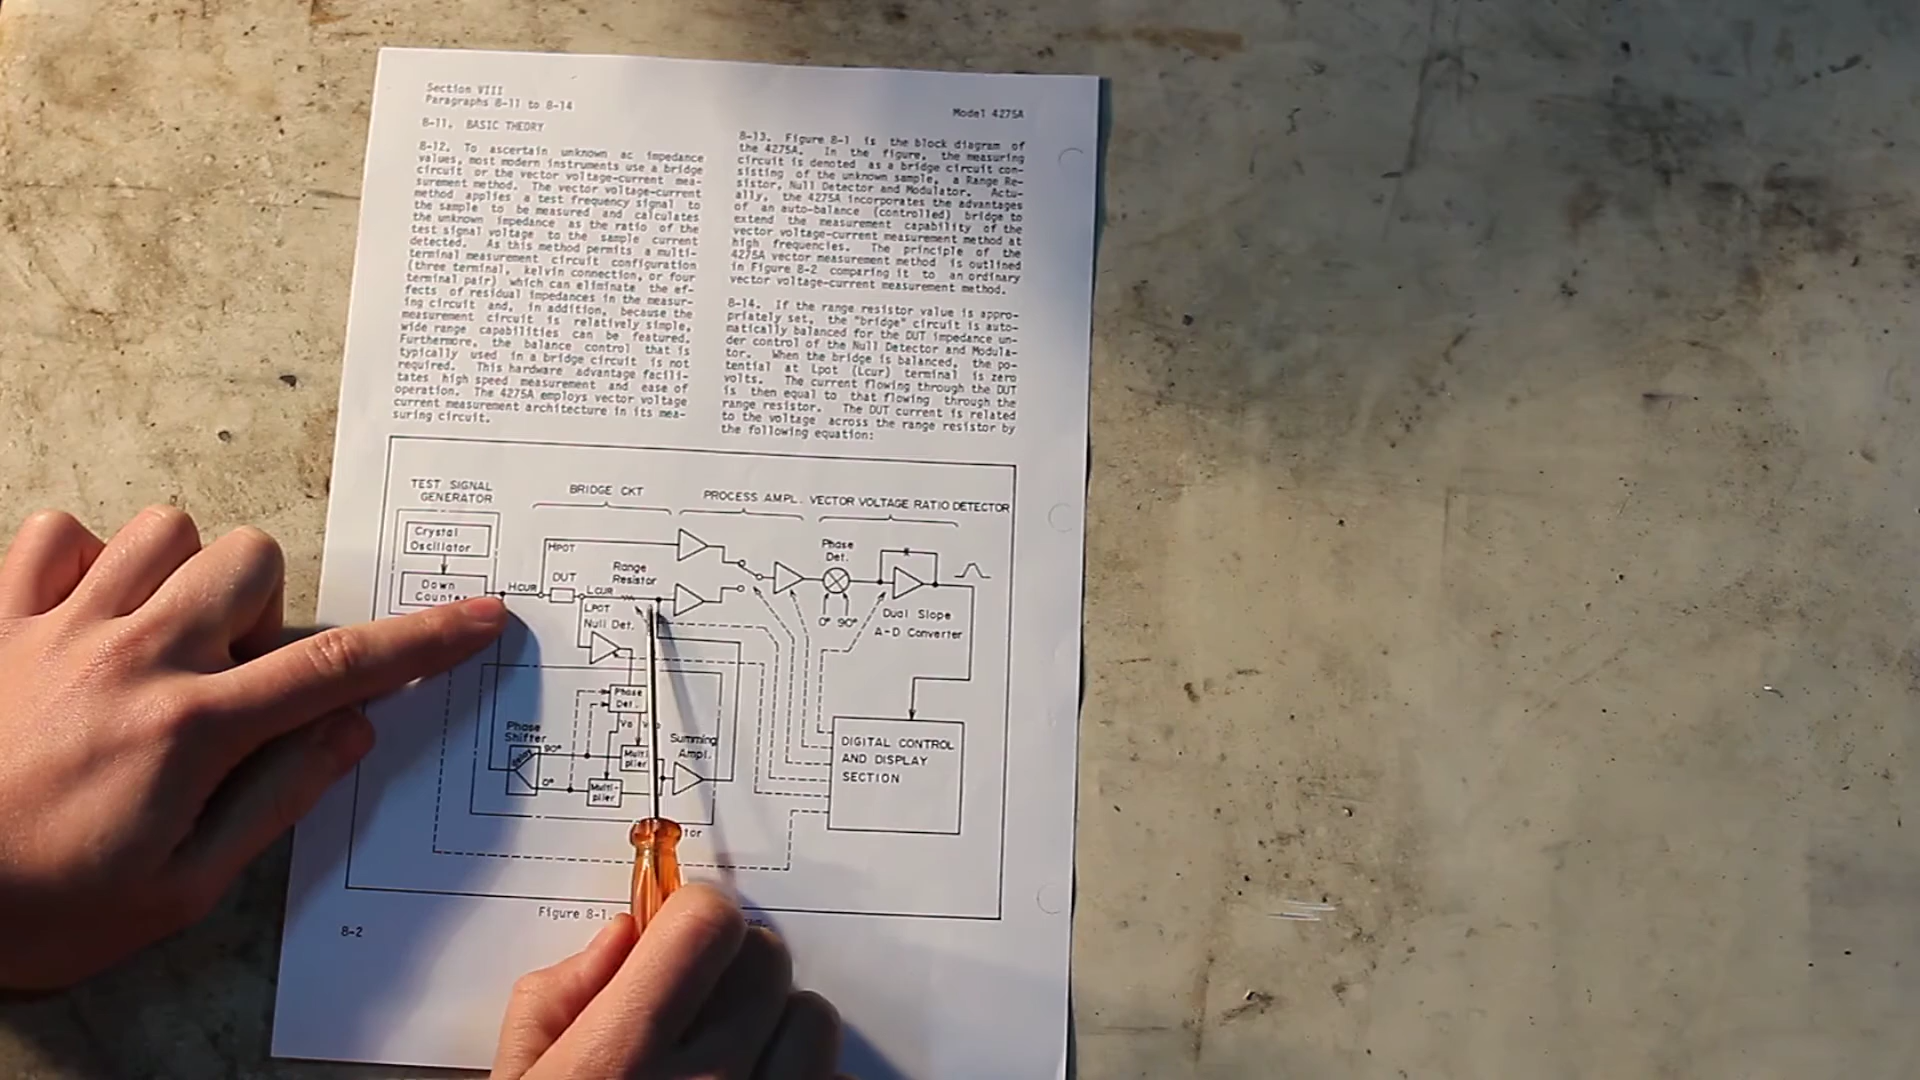 Section VIII
Paragraphs 8-11 to 8-14
Model 4275A
8-11. BASIC THEORY
8-12. To ascertain unknown ac impedance
values, most modern instruments use a bridge
circuit or the vector voltage-current mea-
surement method. The vector voltage-current
method applies a test frequency signal to
the sample to be measured and calculates
the unknown impedance as the ratio of the
test signal voltage to the sample current
detected. As this method permits a multi-
terminal measurement circuit configuration
(three terminal, kelvin connection, or four
terminal pair) which can eliminate the ef-
fects of residual impedances in the measur-
ing circuit and, in addition, because the
measurement circuit is relatively simple,
wide range capabilities can be featured.
Furthermore, the balance control that is
typically used in a bridge circuit is not
required. This hardware advantage facili-
tates high speed measurement and ease of
operation. The 4275A employs vector voltage
current measurement architecture in its mea-
suring circuit.
8-13. Figure 8-1 is the block diagram of
the 4275A. In the figure, the measuring
circuit is denoted as a bridge circuit con-
sisting of the unknown sample, a Range Re-
sistor, Null Detector and Modulator. Actu-
ally, the 4275A incorporates the advantages
of an auto-balance (controlled) bridge to
extend the measurement capability of the
vector voltage-current measurement method at
high frequencies. The principle of the
4275A vector measurement method is outlined
in Figure 8-2 comparing it to an ordinary
vector voltage-current measurement method.
8-14. If the range resistor value is appro-
priately set, the "bridge" circuit is auto-
matically balanced for the DUT impedance un-
der control of the Null Detector and Modula-
tor. When the bridge is balanced, the po-
tential at Lpot (Lcur) terminal is zero
volts. The current flowing through the DUT
is then equal to that flowing through the
range resistor. The DUT current is related
to the voltage across the range resistor by
the following equation:
TEST SIGNAL
GENERATOR
BRIDGE CKT
PROCESS AMPL.
VECTOR VOLTAGE RATIO DETECTOR
Crystal
Oscillator
Down
HPOT
HCUR
DUT
LCUR
LPOT
Range
Resistor
Null Det.
Phase
Det.
0° 90°
Dual Slope
A-D Converter
Phase
Det.
Phase
Shifter
Delay
90°
0°
Multi-
plier
Summing
Ampl.
DIGITAL CONTROL
AND DISPLAY
SECTION
Figure 8-1.
8-2